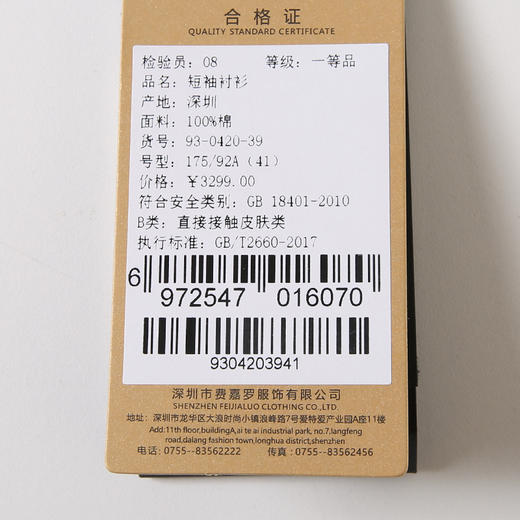 合格证
QUALITY STANDARD CERTIFICATE
检验员: 08 等级: 一等品
品名: 短袖衬衫
产地: 深圳
面料: 100%棉
货号: 93-0420-39
号型: 175/92A (41)
价格: ¥3299.00
符合安全类别: GB 18401-2010
B类: 直接接触皮肤类
执行标准: GB/T2660-2017
6 972547 016070
9304203941
深圳市费嘉罗服饰有限公司
SHENZHEN FEIJIALUO CLOTHING CO.,LTD
地址:深圳市龙华区大浪时尚小镇浪峰路7号爱特爱产业园A座11楼
Add:11th floor,buildingA,ai te ai industrial park, no.7,langfeng
road,dalang fashion town,longhua district,shenzhen
电话: 0755--83562222 传真: 0755--83562456